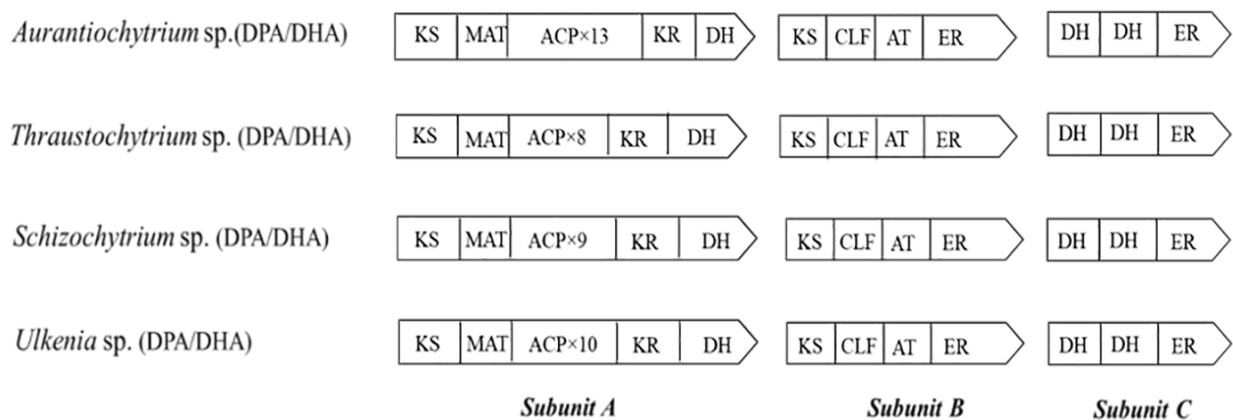 Aurantiochytrium sp.(DPA/DHA) KS MAT ACP×13 KR DH KS CLF AT ER DH DH ER
Thraustochytrium sp. (DPA/DHA) KS MAT ACP×8 KR DH KS CLF AT ER DH DH ER
Schizochytrium sp. (DPA/DHA) KS MAT ACP×9 KR DH KS CLF AT ER DH DH ER
Ulkenia sp. (DPA/DHA) KS MAT ACP×10 KR DH KS CLF AT ER DH DH ER
Subunit A Subunit B Subunit C